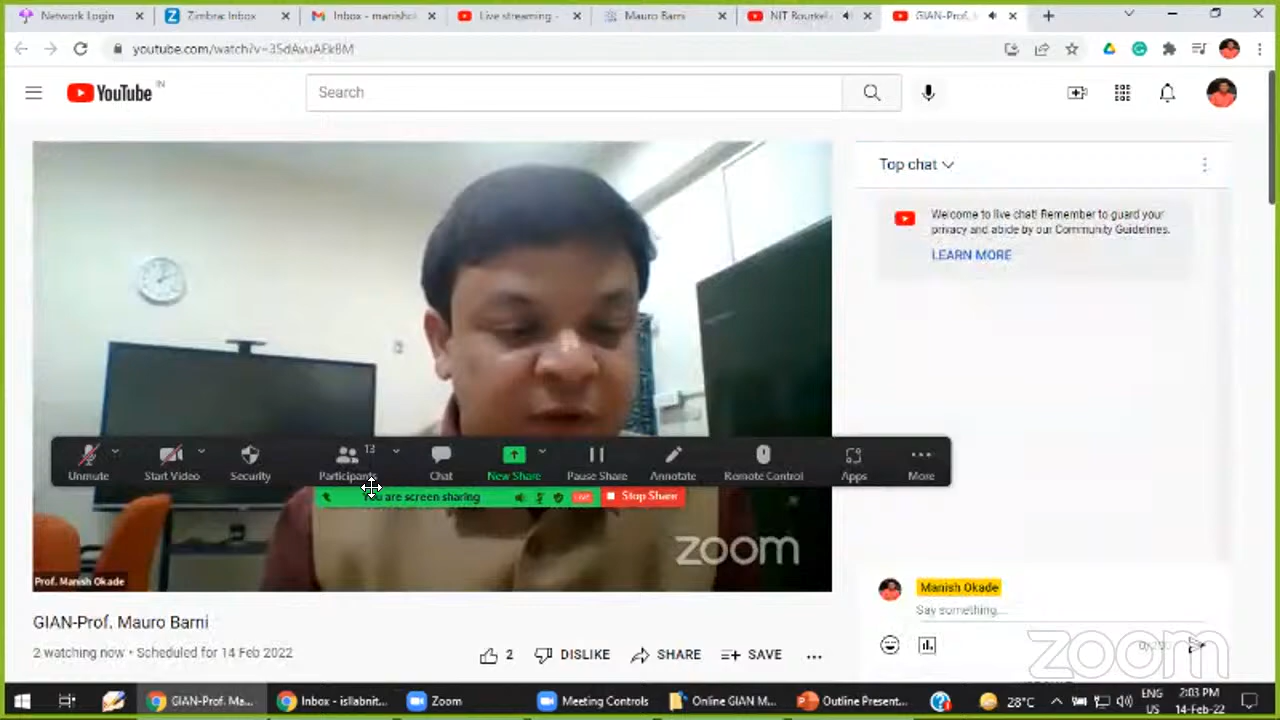 Network Login
Zimbra: Inbox
Live streaming -
Mauro Barni
NIT Rourkela
GIAN-Prof.
youtube.com/watch?v=35dAvuAEkBM
YouTube IN
Search
Top chat
Welcome to live chat! Remember to guard your
privacy and abide by our Community Guidelines.
LEARN MORE
13
Unmute
Start Video
Security
Participants
Chat
New Share
Pause Share
Annotate
Remote Control
Apps
More
You are screen sharing
LIVE
Stop Share
zoom
Prof. Manish Okade
Manish Okade
Say something...
GIAN-Prof. Mauro Barni
2 watching now • Scheduled for 14 Feb 2022
2
DISLIKE
SHARE
SAVE
zoom
GIAN-Prof. Ma...
Inbox - isllabnit...
Zoom
Meeting Controls
Online GIAN M...
Outline Present...
28°C
ENG
US
2:03 PM
14-Feb-22